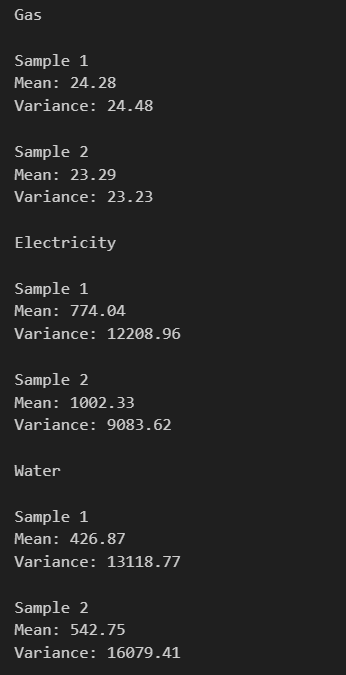 Gas
Sample 1
Mean: 24.28
Variance: 24.48
Sample 2
Mean: 23.29
Variance: 23.23
Electricity
Sample 1
Mean: 774.04
Variance: 12208.96
Sample 2
Mean: 1002.33
Variance: 9083.62
Water
Sample 1
Mean: 426.87
Variance: 13118.77
Sample 2
Mean: 542.75
Variance: 16079.41